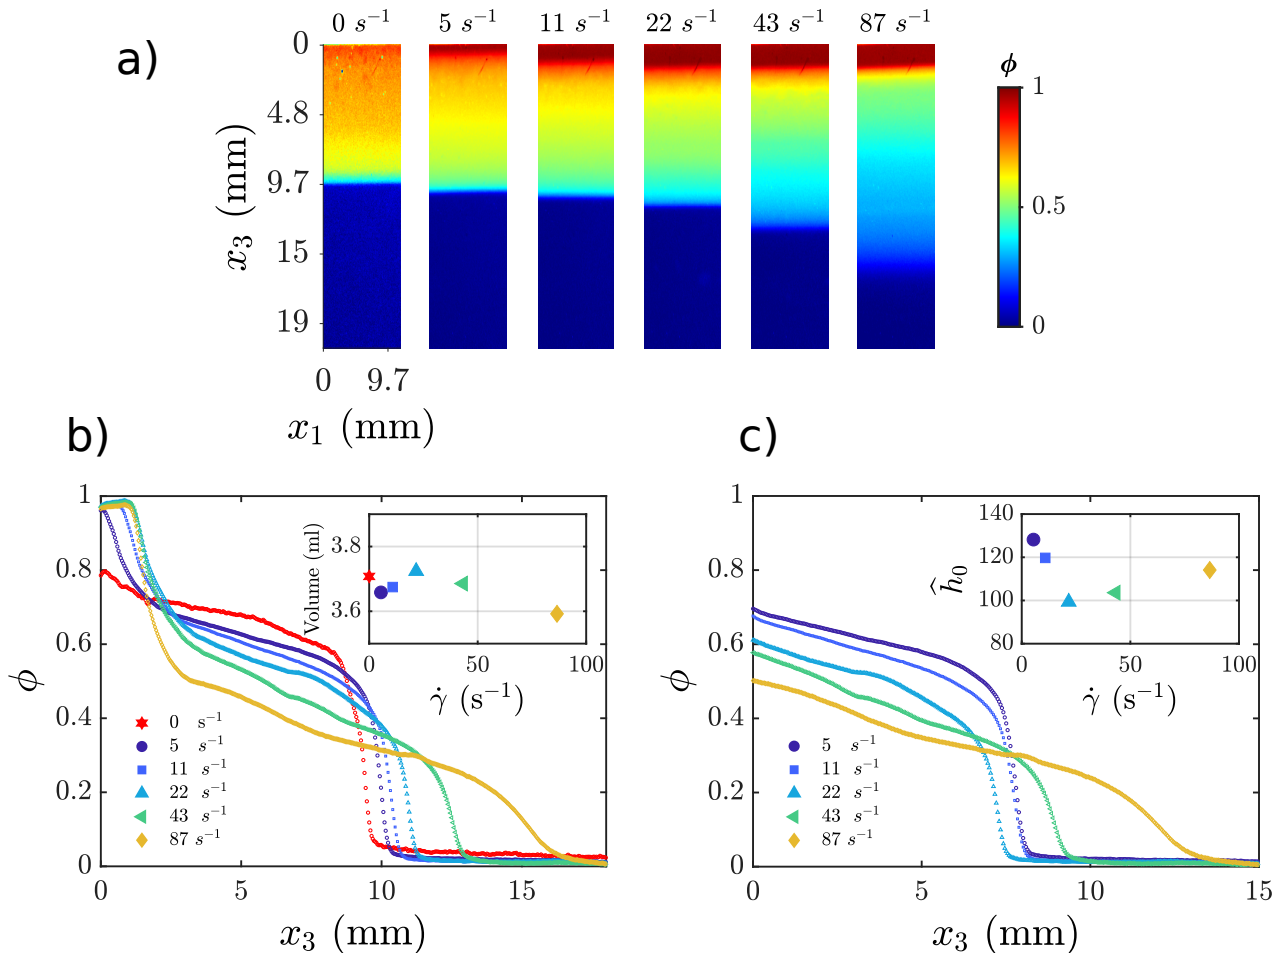 a)
0 s⁻¹ 5 s⁻¹ 11 s⁻¹ 22 s⁻¹ 43 s⁻¹ 87 s⁻¹
0
4.8
9.7
15
19
x₃ (mm)
0 9.7
x₁ (mm)
ϕ
1
0.5
0
b)
1
0.8
0.6
0.4
0.2
0
ϕ
0 5 10 15
x₃ (mm)
0 s⁻¹
5 s⁻¹
11 s⁻¹
22 s⁻¹
43 s⁻¹
87 s⁻¹
Volume (ml)
3.8
3.6
0 50 100
γ̇ (s⁻¹)
c)
1
0.8
0.6
0.4
0.2
0
ϕ
0 5 10 15
x₃ (mm)
5 s⁻¹
11 s⁻¹
22 s⁻¹
43 s⁻¹
87 s⁻¹
ĥ₀
140
120
100
80
0 50 100
γ̇ (s⁻¹)